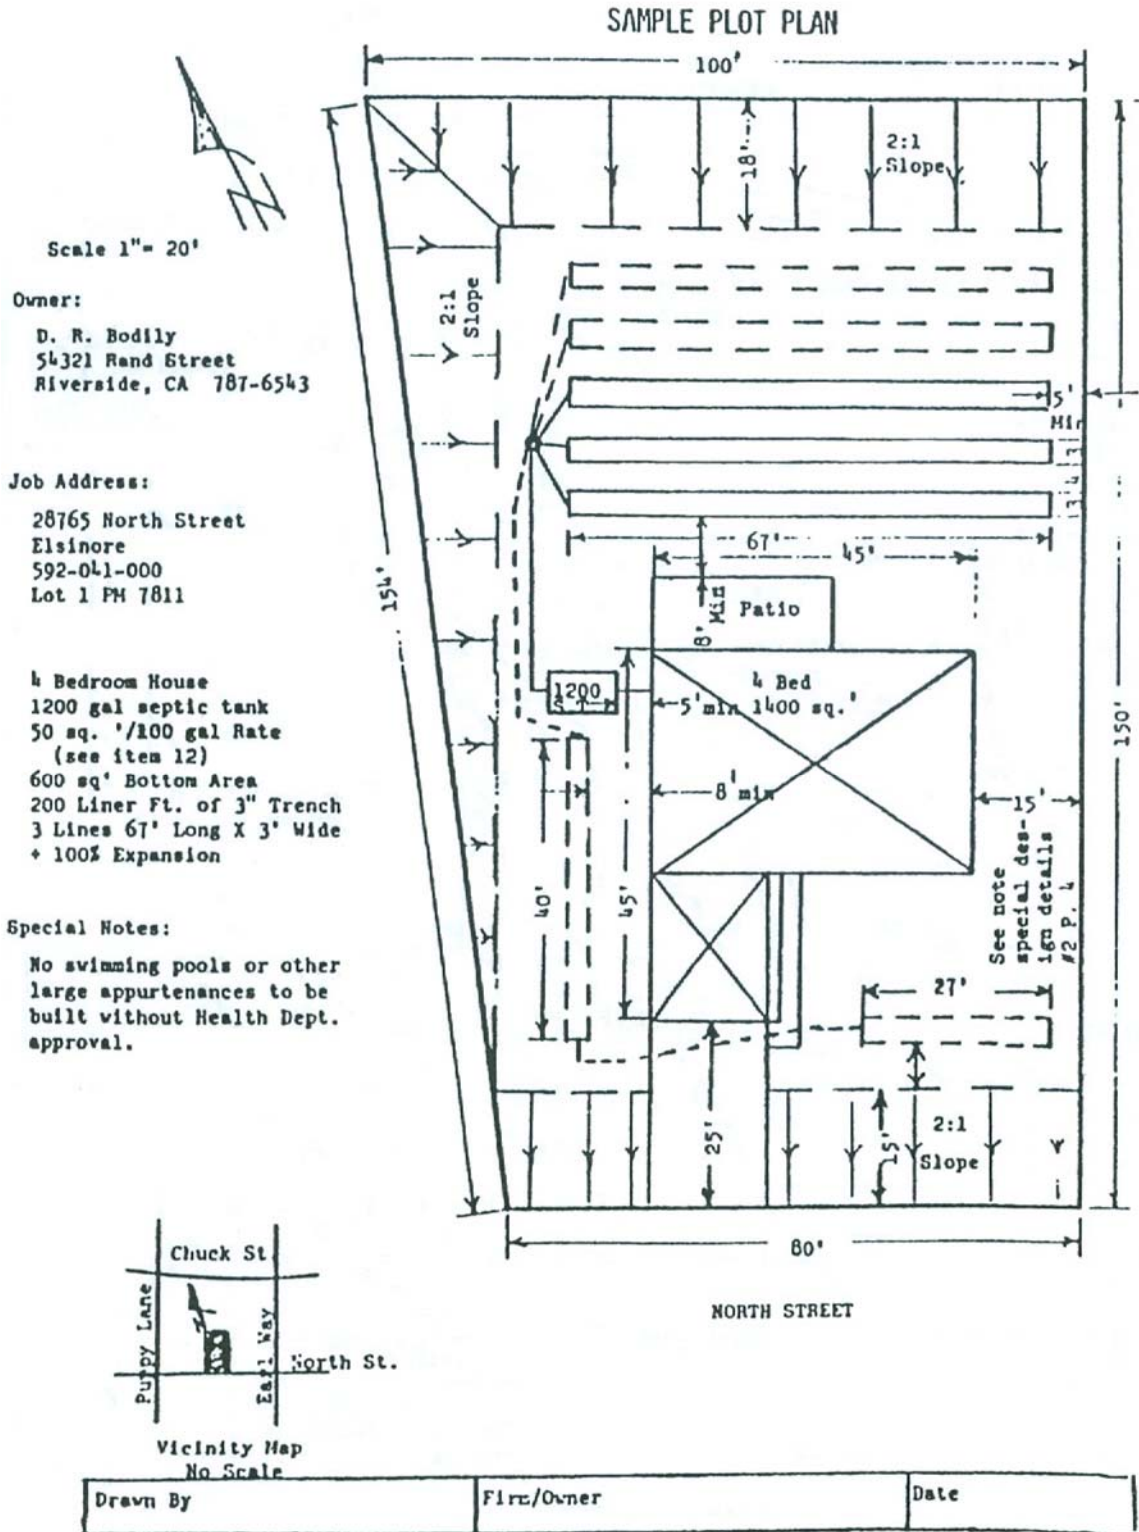 SAMPLE PLOT PLAN
100'
Scale 1"= 20'
Owner:
D. R. Bodily
54321 Rand Street
Riverside, CA 787-6543
Job Address:
28765 North Street
Elsinore
592-041-000
Lot 1 PM 7811
4 Bedroom House
1200 gal septic tank
50 sq. '/100 gal Rate
(see item 12)
600 sq' Bottom Area
200 Liner Ft. of 3" Trench
3 Lines 67' Long X 3' Wide
+ 100% Expansion
Special Notes:
No swimming pools or other
large appurtenances to be
built without Health Dept.
approval.
18'
2:1
Slope
2:1
Slope
5'
Min
3
4
3
67'
45'
154'
150'
8' Min
Patio
1200
4 Bed
5'min 1400 sq.'
8'min
15'
40'
45'
See note
special des-
ign details
#2 P. 4
27'
25'
15'
2:1
Slope
80'
NORTH STREET
Chuck St
Puppy Lane
Earl Way
North St.
Vicinity Map
No Scale
Drawn By
Firm/Owner
Date